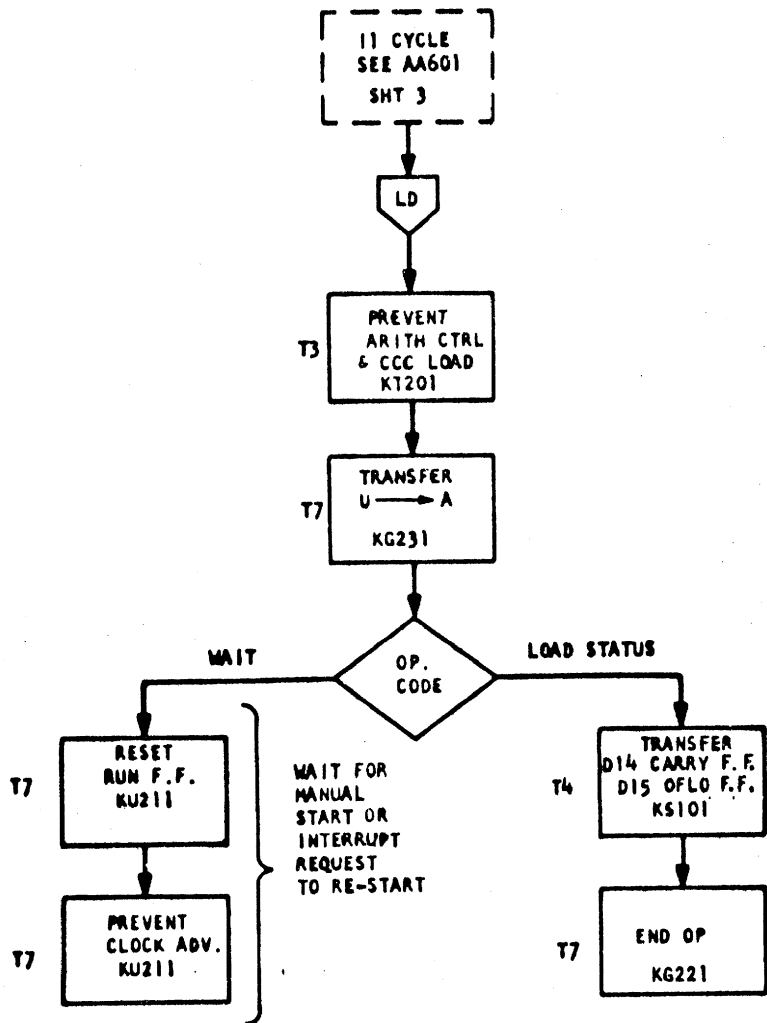 I1 CYCLE
SEE AA601
SHT 3
LD
T3
PREVENT
ARITH CTRL
& CCC LOAD
KT201
T7
TRANSFER
U → A
KG231
OP.
CODE
WAIT
LOAD STATUS
T7
RESET
RUN F.F.
KU211
T7
PREVENT
CLOCK ADV.
KU211
WAIT FOR
MANUAL
START OR
INTERRUPT
REQUEST
TO RE-START
T4
TRANSFER
D14 CARRY F.F.
D15 OFLO F.F.
KS101
T7
END OP
KG221